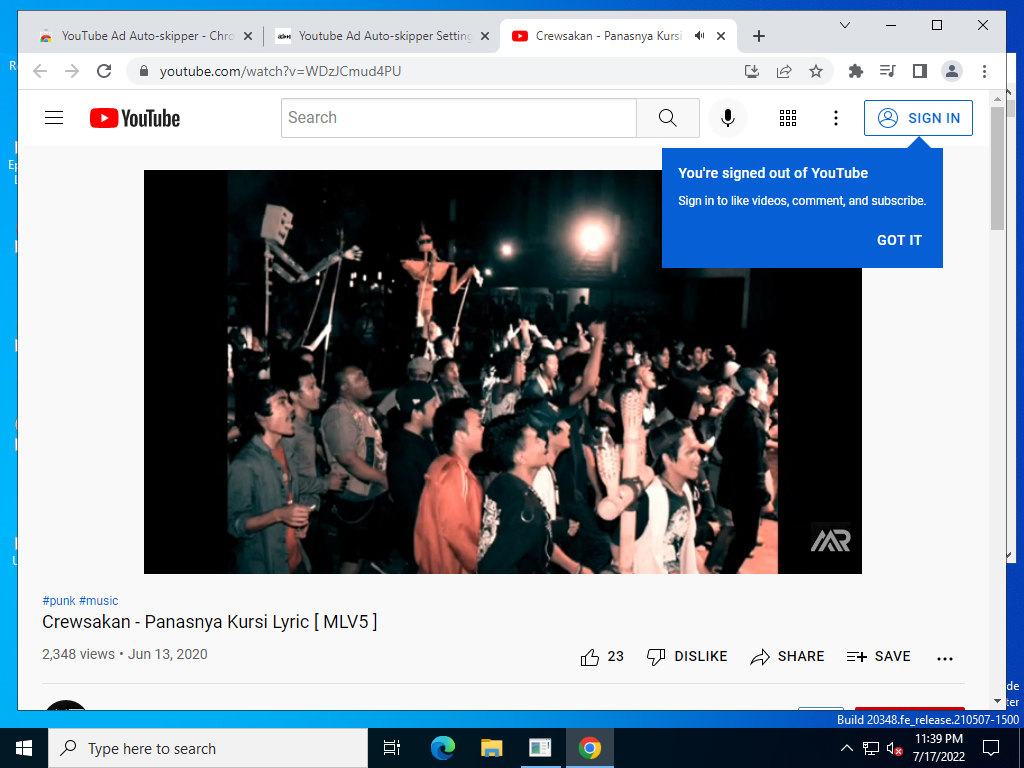 YouTube Ad Auto-skipper - Chro
Youtube Ad Auto-skipper Setting
Crewsakan - Panasnya Kursi
youtube.com/watch?v=WDzJCmud4PU
YouTube
Search
SIGN IN
You're signed out of YouTube
Sign in to like videos, comment, and subscribe.
GOT IT
MR
#punk #music
Crewsakan - Panasnya Kursi Lyric [ MLV5 ]
2,348 views • Jun 13, 2020
23
DISLIKE
SHARE
SAVE
Build 20348.fe_release.210507-1500
Type here to search
11:39 PM
7/17/2022